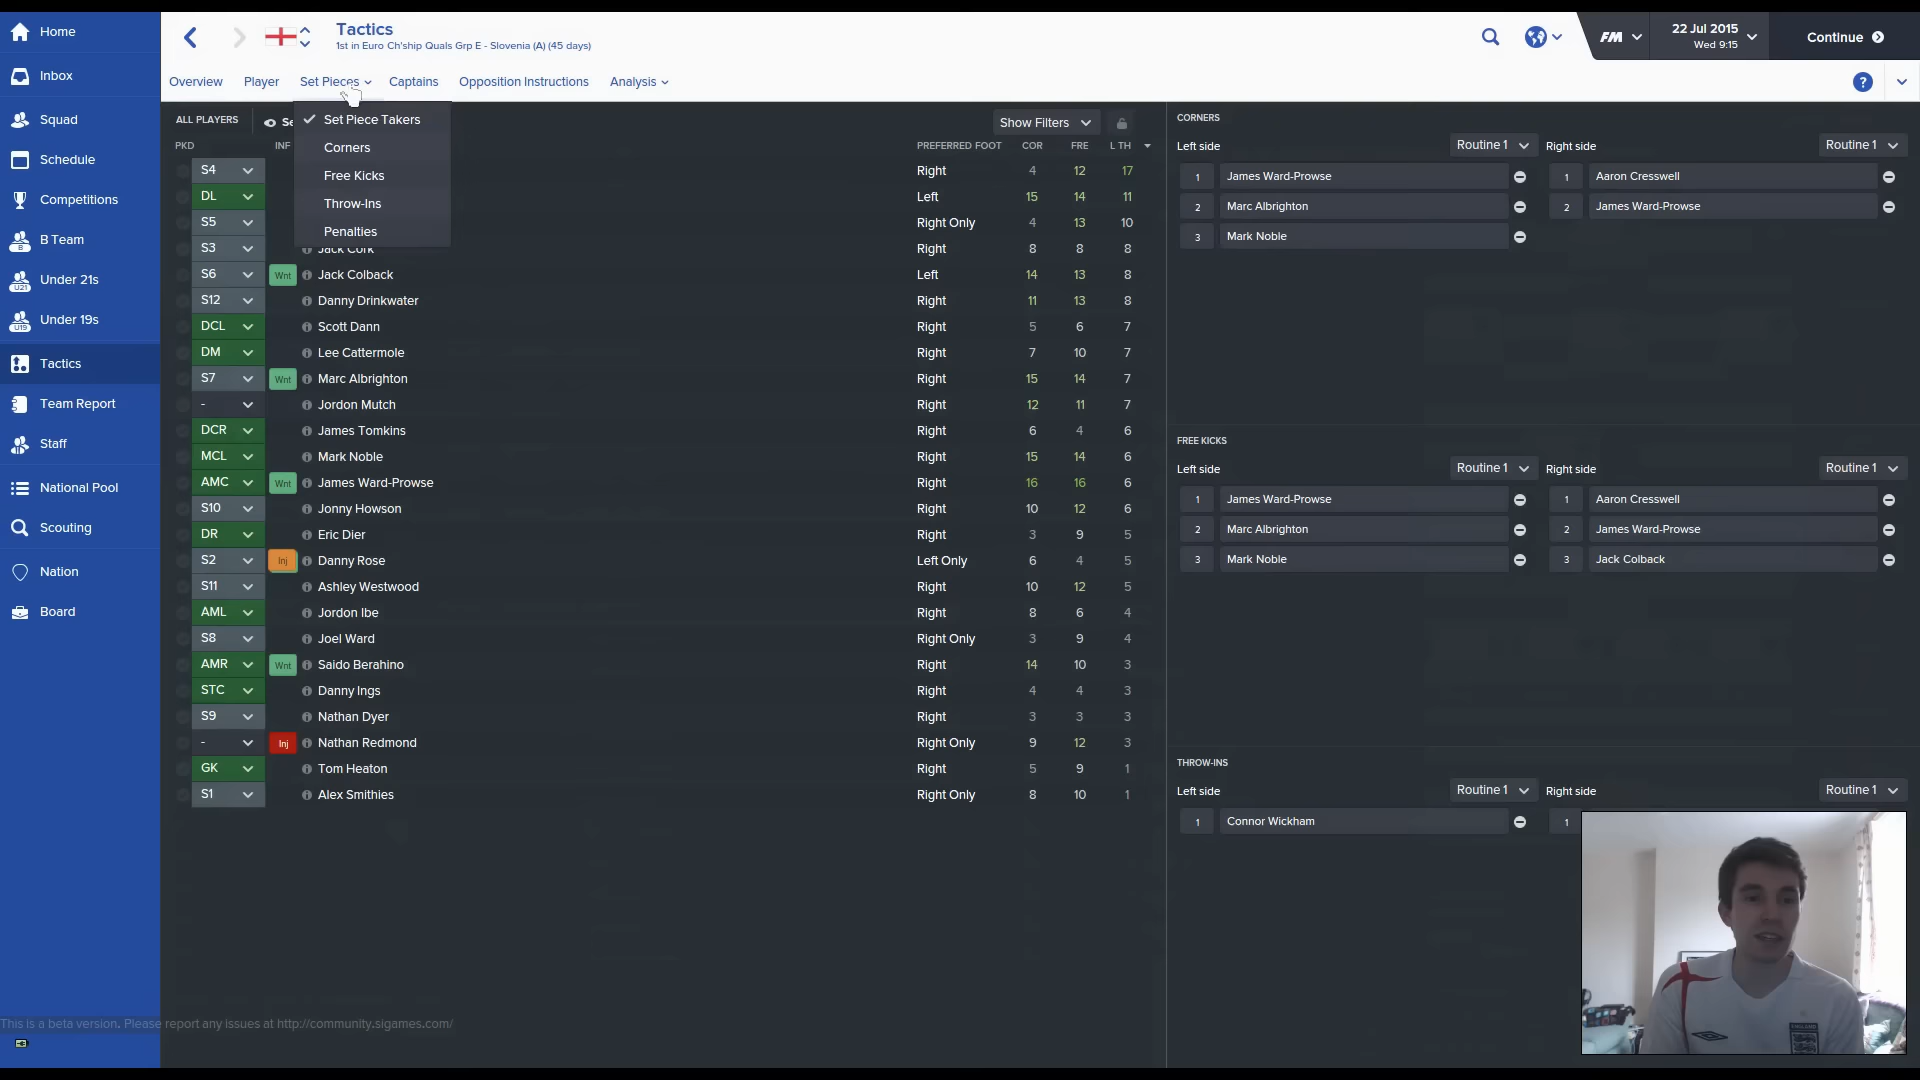 Home
Inbox
Squad
Schedule
Competitions
B Team
Under 21s
Under 19s
Tactics
Team Report
Staff
National Pool
Scouting
Nation
Board
Tactics
1st in Euro Ch'ship Quals Grp E - Slovenia (A) (45 days)
FM
22 Jul 2015
Wed 9:15
Continue
Overview Player Set Pieces Captains Opposition Instructions Analysis
?
Set Piece Takers
Corners
Free Kicks
Throw-Ins
Penalties
ALL PLAYERS Se Show Filters
PKD INF PREFERRED FOOT COR FRE L TH
S4 Right 4 12 17
DL Left 15 14 11
S5 Right Only 4 13 10
S3 Jack Cork Right 8 8 8
S6 Wnt Jack Colback Left 14 13 8
S12 Danny Drinkwater Right 11 13 8
DCL Scott Dann Right 5 6 7
DM Lee Cattermole Right 7 10 7
S7 Wnt Marc Albrighton Right 15 14 7
- Jordon Mutch Right 12 11 7
DCR James Tomkins Right 6 4 6
MCL Mark Noble Right 15 14 6
AMC Wnt James Ward-Prowse Right 16 16 6
S10 Jonny Howson Right 10 12 6
DR Eric Dier Right 3 9 5
S2 Inj Danny Rose Left Only 6 4 5
S11 Ashley Westwood Right 10 12 5
AML Jordon Ibe Right 8 6 4
S8 Joel Ward Right Only 3 9 4
AMR Wnt Saido Berahino Right 14 10 3
STC Danny Ings Right 4 4 3
S9 Nathan Dyer Right 3 3 3
- Inj Nathan Redmond Right Only 9 12 3
GK Tom Heaton Right 5 9 1
S1 Alex Smithies Right Only 8 10 1
CORNERS
Left side Routine 1 Right side Routine 1
1 James Ward-Prowse 1 Aaron Cresswell
2 Marc Albrighton 2 James Ward-Prowse
3 Mark Noble
FREE KICKS
Left side Routine 1 Right side Routine 1
1 James Ward-Prowse 1 Aaron Cresswell
2 Marc Albrighton 2 James Ward-Prowse
3 Mark Noble 3 Jack Colback
THROW-INS
Left side Routine 1 Right side Routine 1
1 Connor Wickham 1
This is a beta version. Please report any issues at http://community.sigames.com/